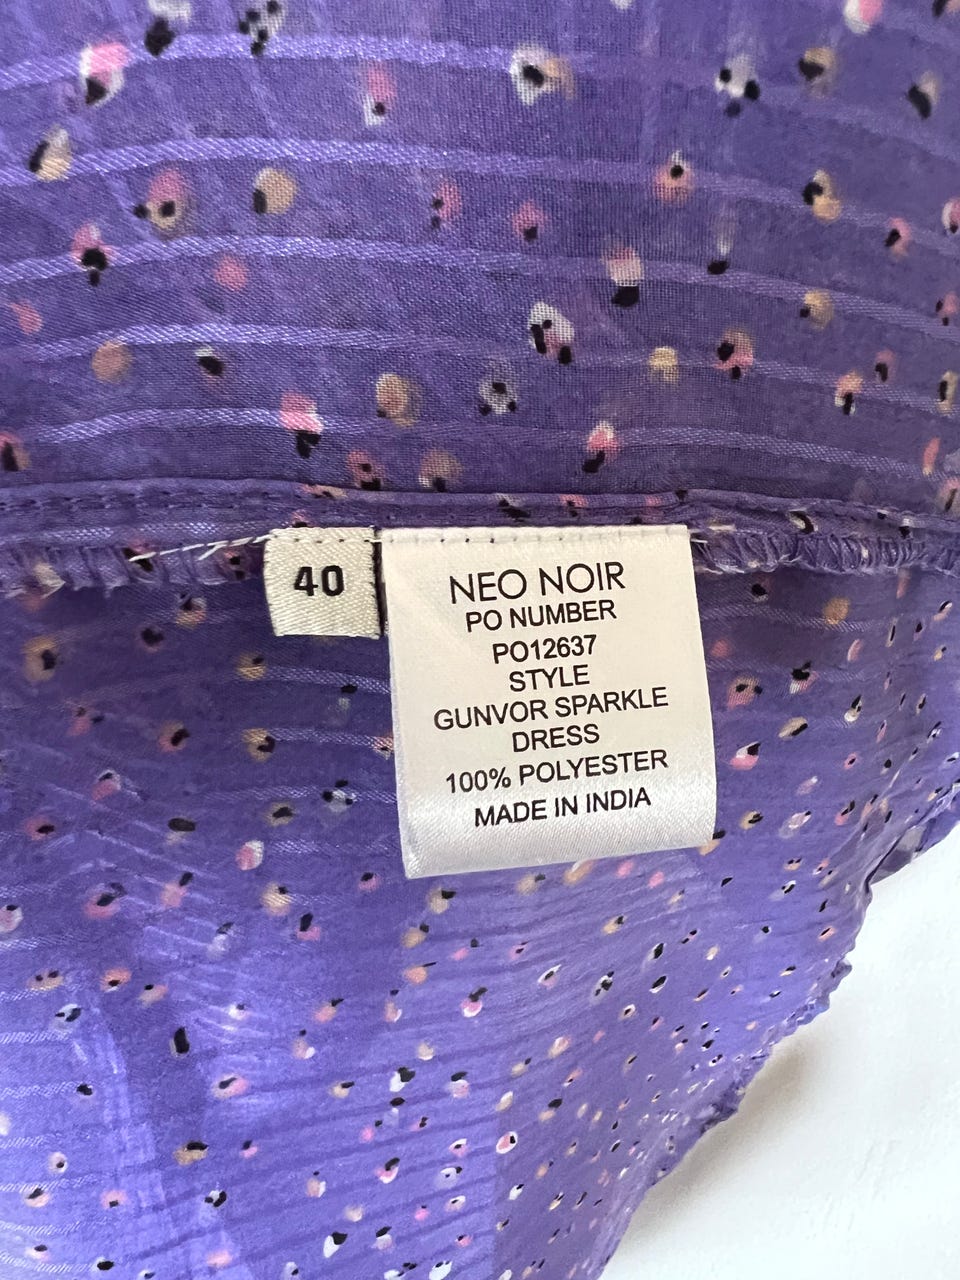 40
NEO NOIR
PO NUMBER
PO12637
STYLE
GUNVOR SPARKLE
DRESS
100% POLYESTER
MADE IN INDIA